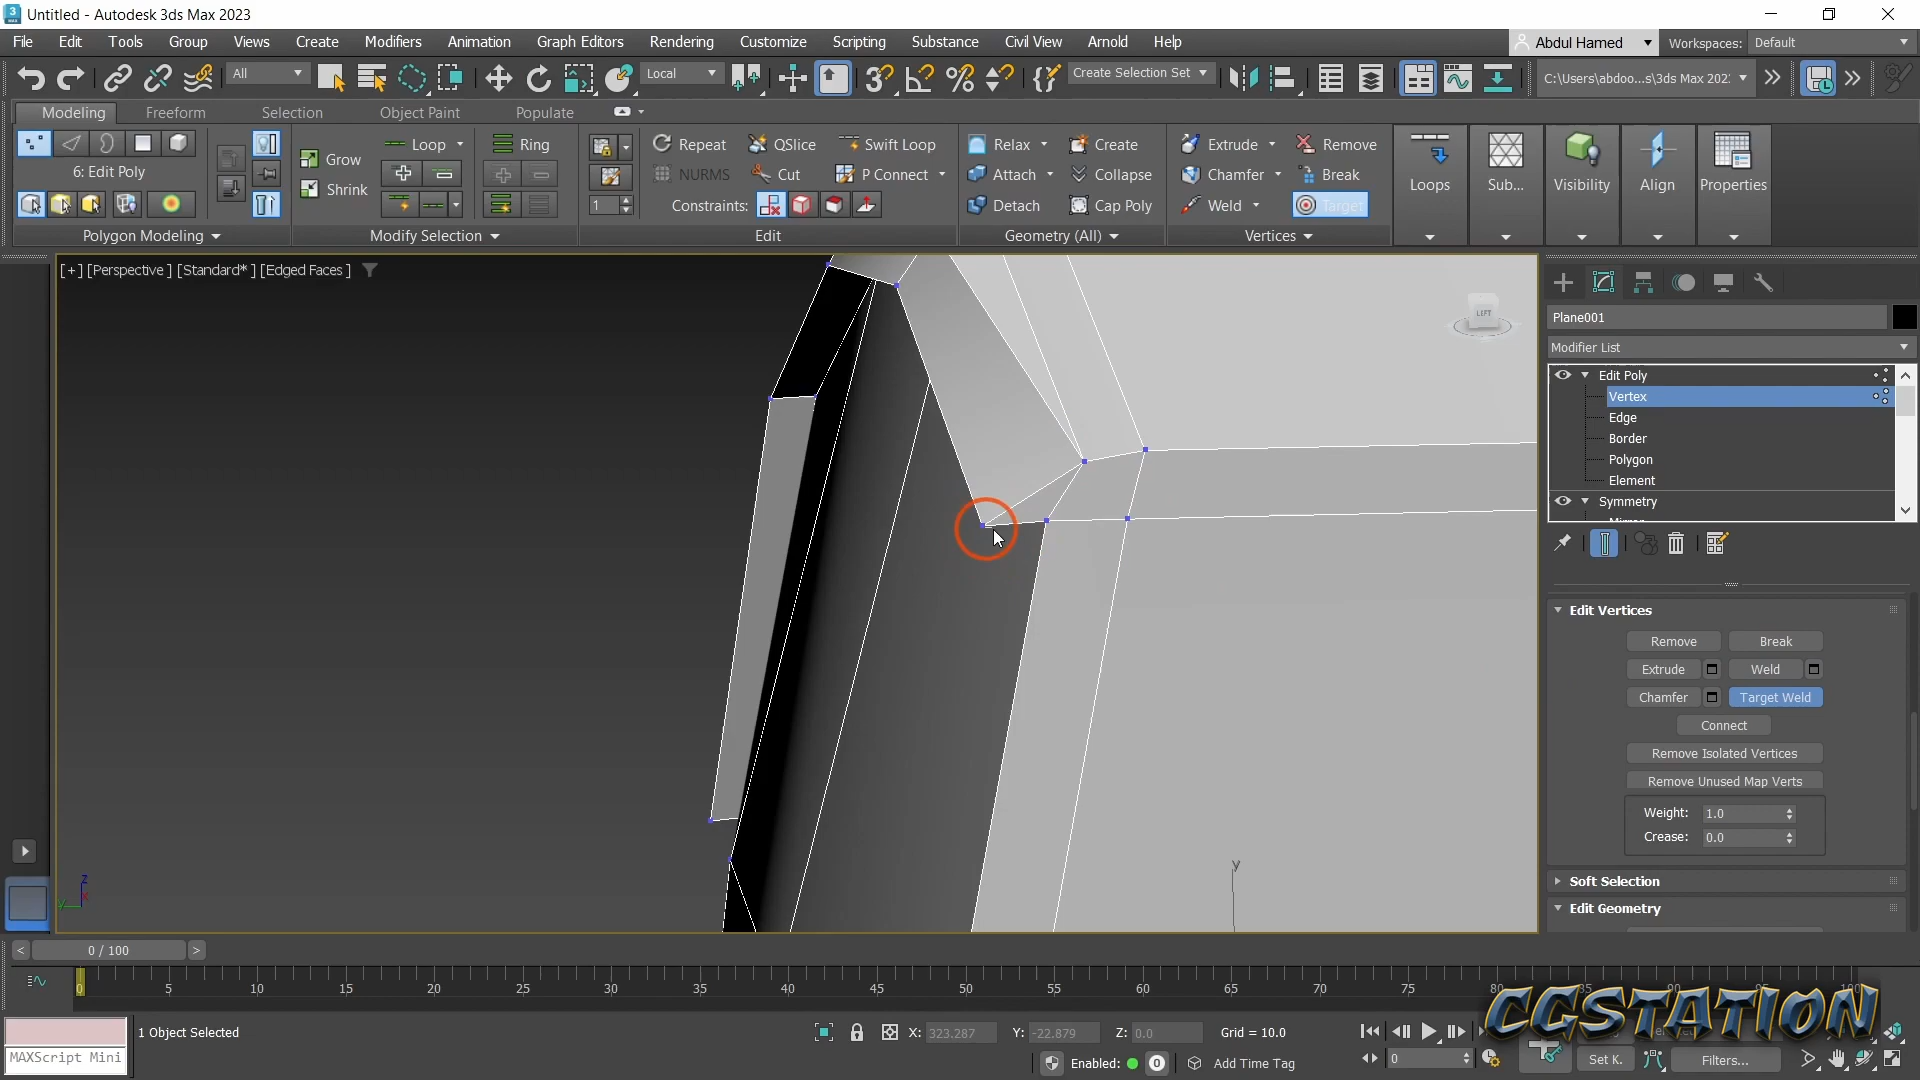 Untitled - Autodesk 3ds Max 2023
File Edit Tools Group Views Create Modifiers Animation Graph Editors Rendering Customize Scripting Substance Civil View Arnold Help
Abdul Hamed Workspaces: Default
All Local Create Selection Set C:\Users\abdoo...s\3ds Max 202
Modeling Freeform Selection Object Paint Populate
Loop Ring Repeat QSlice Swift Loop Relax Create Extrude Remove
Grow
6: Edit Poly NURMS Cut P Connect Attach Collapse Chamfer Break
Loops Sub... Visibility Align Properties
Shrink 1 Constraints: Detach Cap Poly Weld Target
Polygon Modeling Modify Selection Edit Geometry (All) Vertices
[+] [Perspective ] [Standard* ] [Edged Faces ]
LEFT
Plane001
Modifier List
Edit Poly
Vertex
Edge
Border
Polygon
Element
Symmetry
Edit Vertices
Remove Break
Extrude Weld
Chamfer Target Weld
Connect
Remove Isolated Vertices
Remove Unused Map Verts
Weight: 1.0
Crease: 0.0
Soft Selection
Edit Geometry
y
z
x
y
< 0 / 100 >
0 5 10 15 20 25 30 35 40 45 50 55 60 65 70 75 80 100
CGSTATION
1 Object Selected X: 323.287 Y: -22.879 Z: 0.0 Grid = 10.0
MAXScript Mini
Enabled: 0 Add Time Tag 0 Set K. Filters...